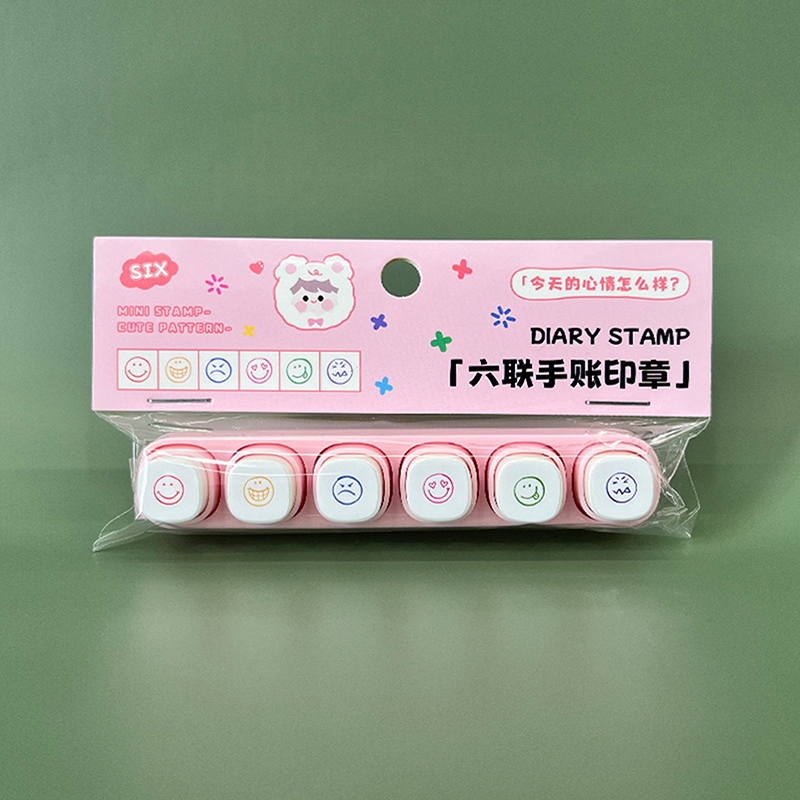 SIX
MINI STAMP-
CUTE PATTERN-
「今天的心情怎么样?
DIARY STAMP
「六联手账印章」